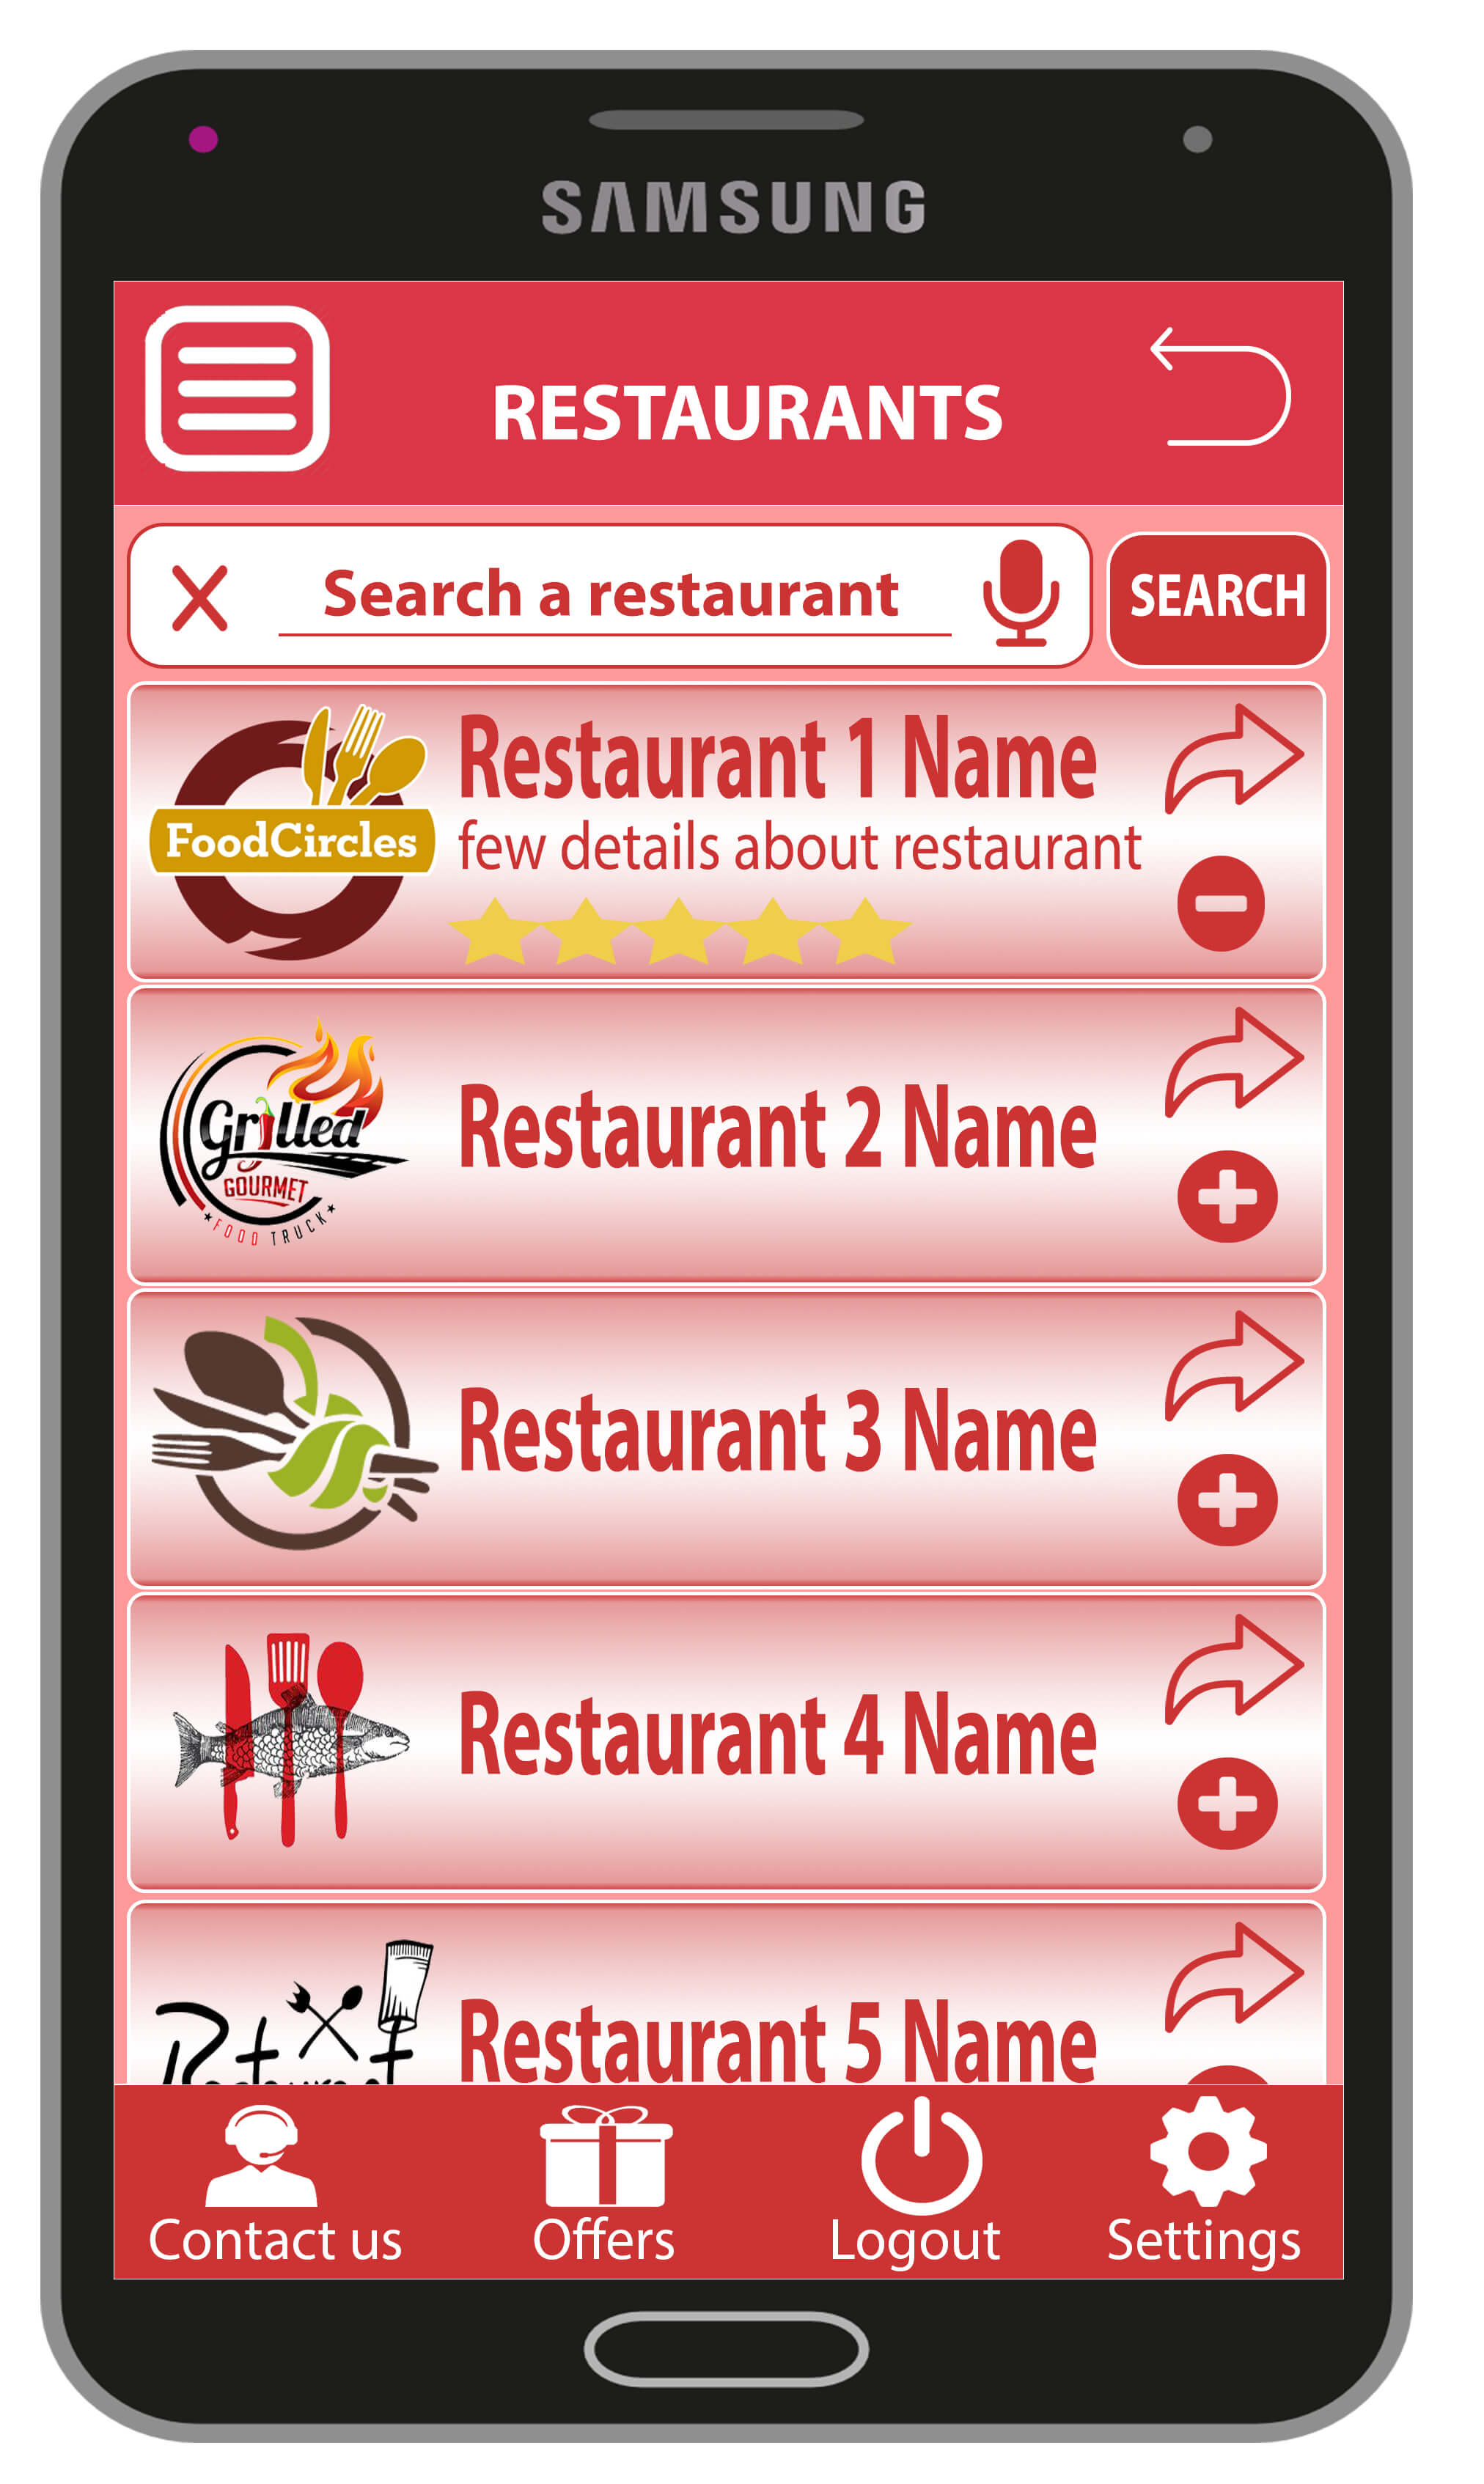 SAMSUNG
RESTAURANTS
Search a restaurant
SEARCH
FoodCircles
Restaurant 1 Name
few details about restaurant
Grilled
GOURMET
FOOD TRUCK
Restaurant 2 Name
Restaurant 3 Name
Restaurant 4 Name
Restaurant 5 Name
Contact us
Offers
Logout
Settings